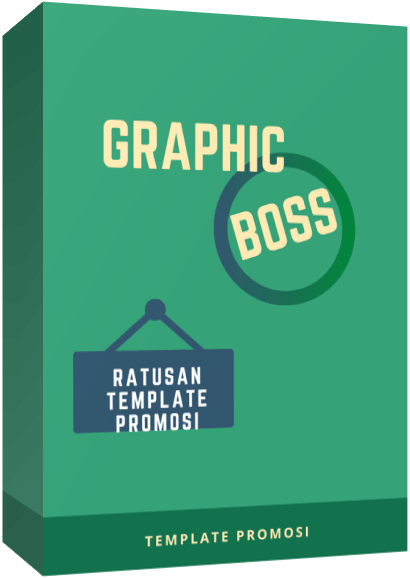 GRAPHIC
BOSS
RATUSAN
TEMPLATE
PROMOSI
TEMPLATE PROMOSI